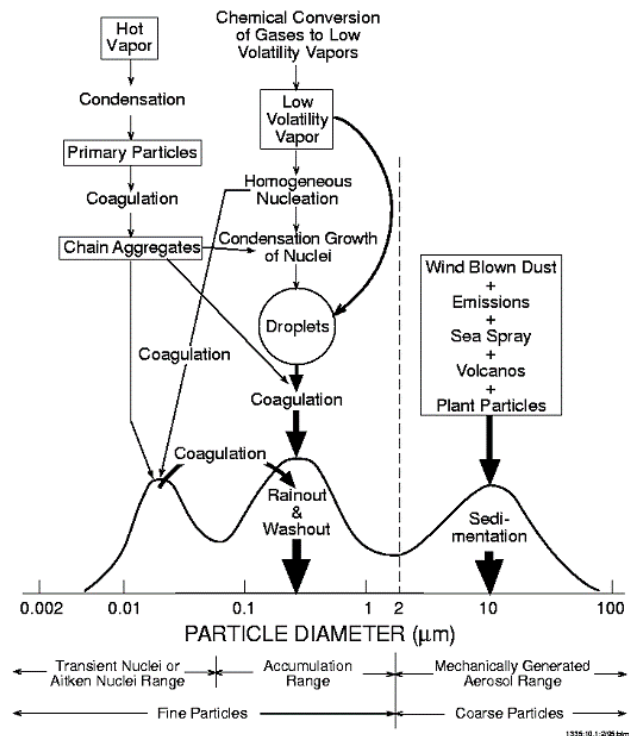 Hot
Vapor
Condensation
Primary Particles
Coagulation
Chain Aggregates
Chemical Conversion
of Gases to Low
Volatility Vapors
Low
Volatility
Vapor
Homogeneous
Nucleation
Condensation Growth
of Nuclei
Droplets
Coagulation
Coagulation
Coagulation
Rainout
&
Washout
Wind Blown Dust
+
Emissions
+
Sea Spray
+
Volcanos
+
Plant Particles
Sedi-
mentation
0.002 0.01 0.1 1 2 10 100
PARTICLE DIAMETER (μm)
Transient Nuclei or
Aitken Nuclei Range
Accumulation
Range
Mechanically Generated
Aerosol Range
Fine Particles
Coarse Particles